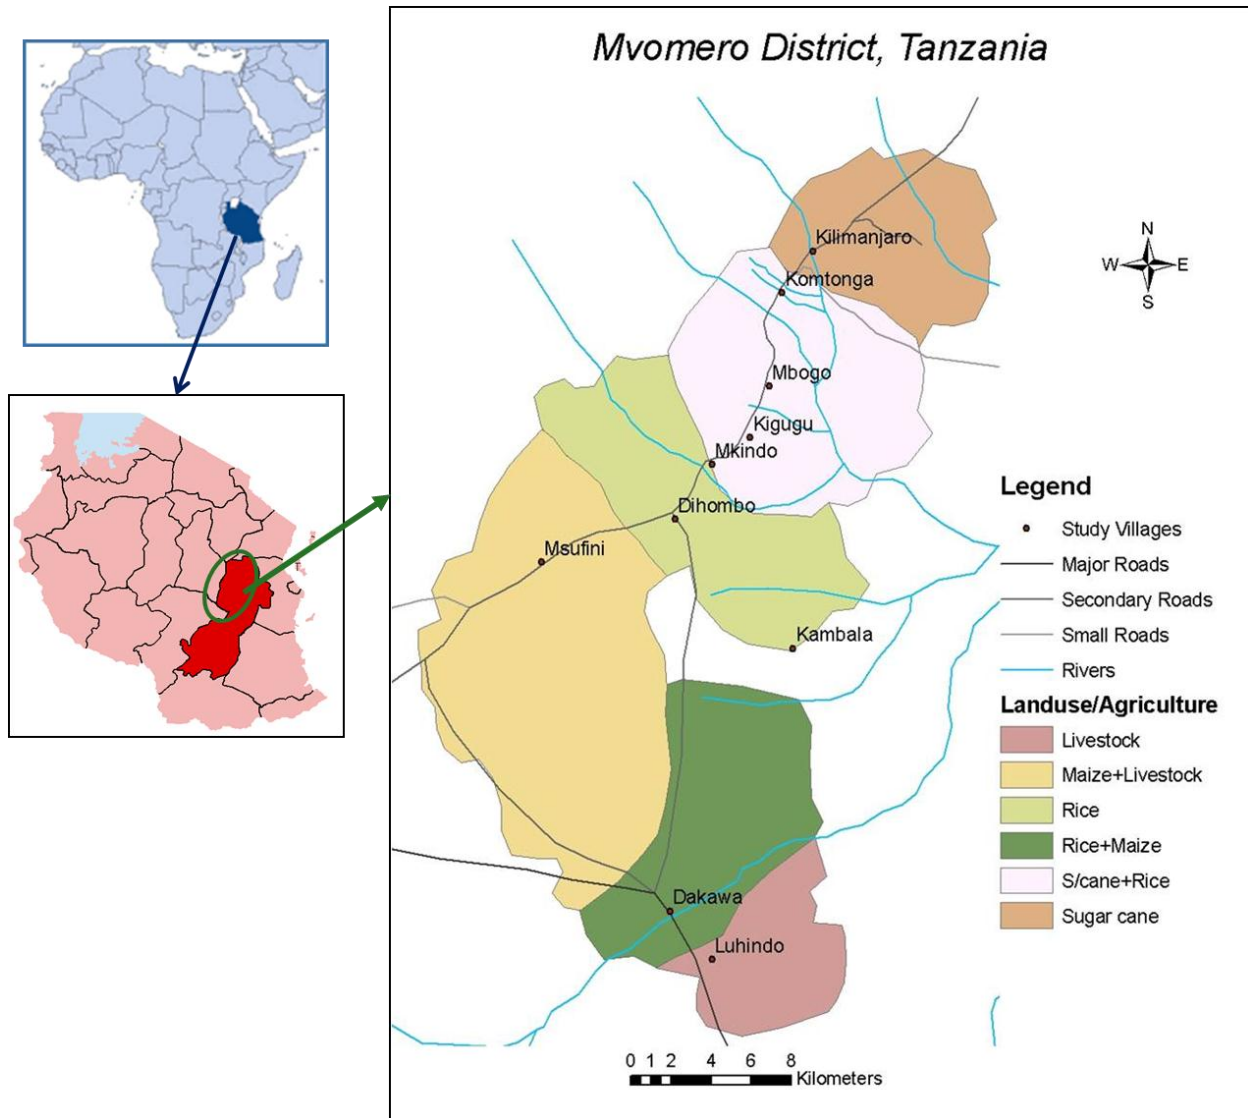 Mvomero District, Tanzania
N
W E
S
Kilimanjaro
Komtonga
Mbogo
Kigugu
Mkindo
Dihombo
Msufini
Kambala
Dakawa
Luhindo
T
Legend
Study Villages
Major Roads
Secondary Roads
Small Roads
Rivers
Landuse/Agriculture
Livestock
Maize+Livestock
Rice
Rice+Maize
S/cane+Rice
Sugar cane
0 1 2 4 6 8
Kilometers